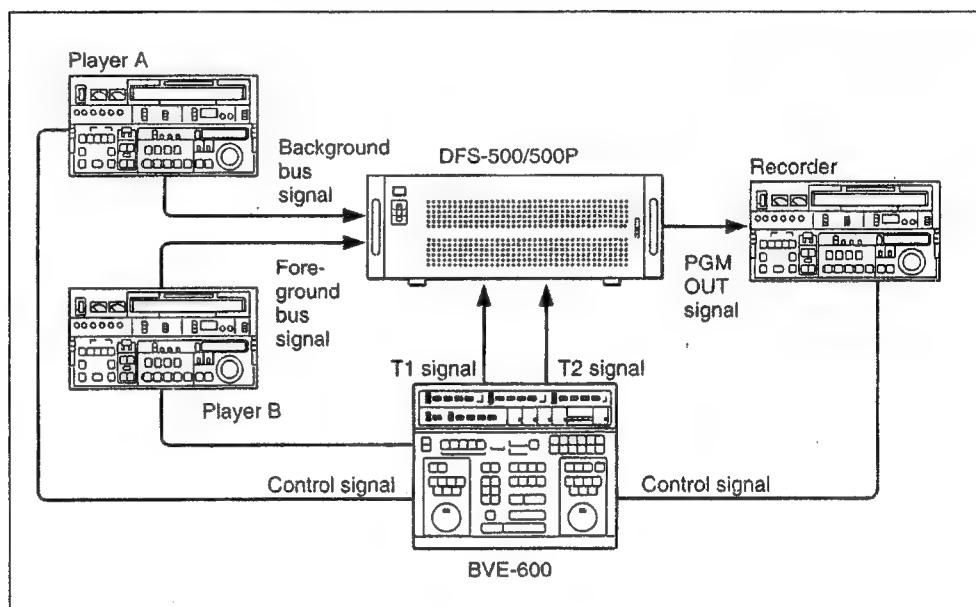 Player A
Background
bus
signal
DFS-500/500P
Recorder
Fore-
ground
bus
signal
PGM
OUT
signal
T1 signal
T2 signal
Player B
Control signal
Control signal
BVE-600